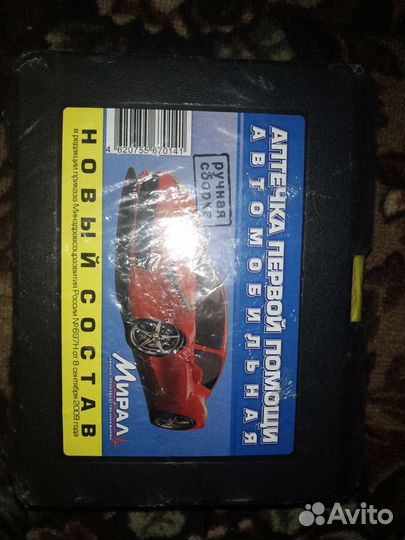 АПТЕЧКА ПЕРВОЙ ПОМОЩИ
АВТОМОБИЛЬНАЯ
ручная
сборка
4 620755 670141
МИРАЛ
НОВЫЙ СОСТАВ
в редакции приказа Минздравсоцразвития России №697Н от 8 сентября 2009 года
Avito